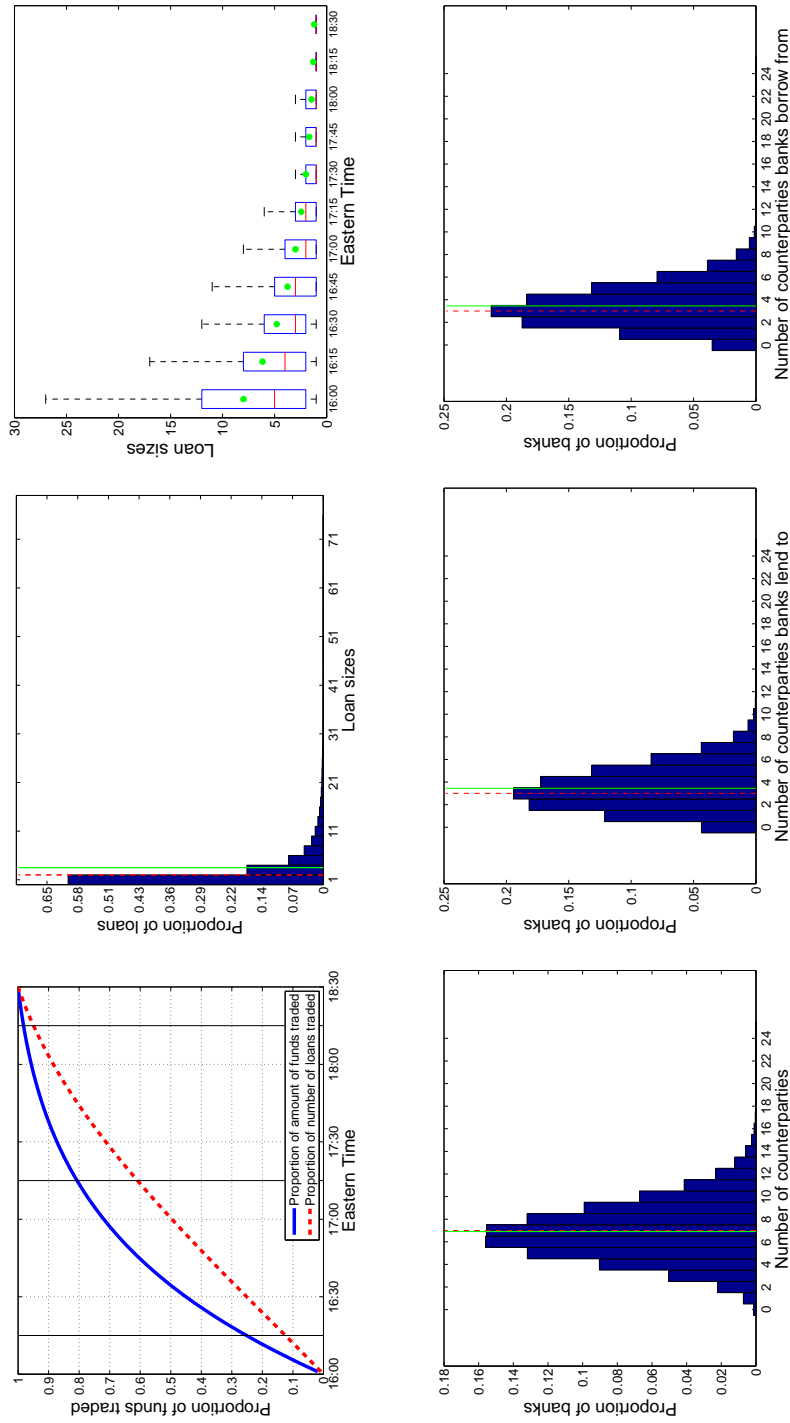 1
0.9
0.8
0.7
0.6
0.5
0.4
0.3
0.2
0.1
0
Proportion of funds traded
16:00 16:30 17:00 17:30 18:00 18:30
Eastern Time
Proportion of amount of funds traded
Proportion of number of loans traded
0.65
0.58
0.51
0.43
0.36
0.29
0.22
0.14
0.07
0
Proportion of loans
1 11 21 31 41 51 61 71
Loan sizes
30
25
20
15
10
5
0
Loan sizes
16:00 16:15 16:30 16:45 17:00 17:15 17:30 17:45 18:00 18:15 18:30
Eastern Time
0.18
0.16
0.14
0.12
0.1
0.08
0.06
0.04
0.02
0
Proportion of banks
0 2 4 6 8 10 12 14 16 18 20 22 24
Number of counterparties
0.25
0.2
0.15
0.1
0.05
0
Proportion of banks
0 2 4 6 8 10 12 14 16 18 20 22 24
Number of counterparties banks lend to
0.25
0.2
0.15
0.1
0.05
0
Proportion of banks
0 2 4 6 8 10 12 14 16 18 20 22 24
Number of counterparties banks borrow from